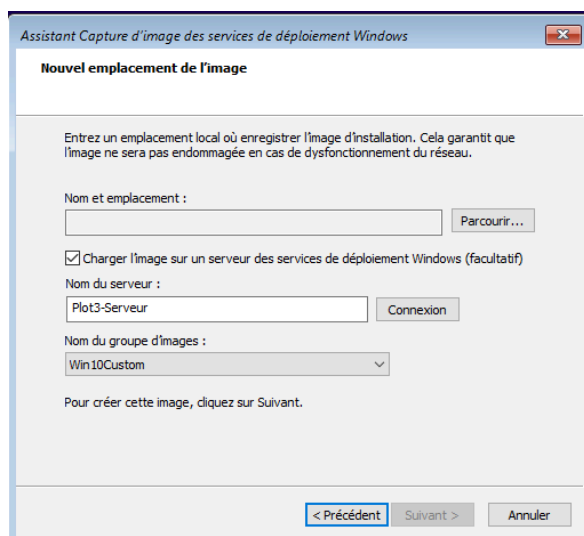 Assistant Capture d'image des services de déploiement Windows
Nouvel emplacement de l'image
Entrez un emplacement local où enregistrer l'image d'installation. Cela garantit que
l'image ne sera pas endommagée en cas de dysfonctionnement du réseau.
Nom et emplacement :
Parcourir...
Charger l'image sur un serveur des services de déploiement Windows (facultatif)
Nom du serveur :
Plot3-Serveur
Connexion
Nom du groupe d'images :
Win10Custom
Pour créer cette image, cliquez sur Suivant.
< Précédent
Suivant >
Annuler